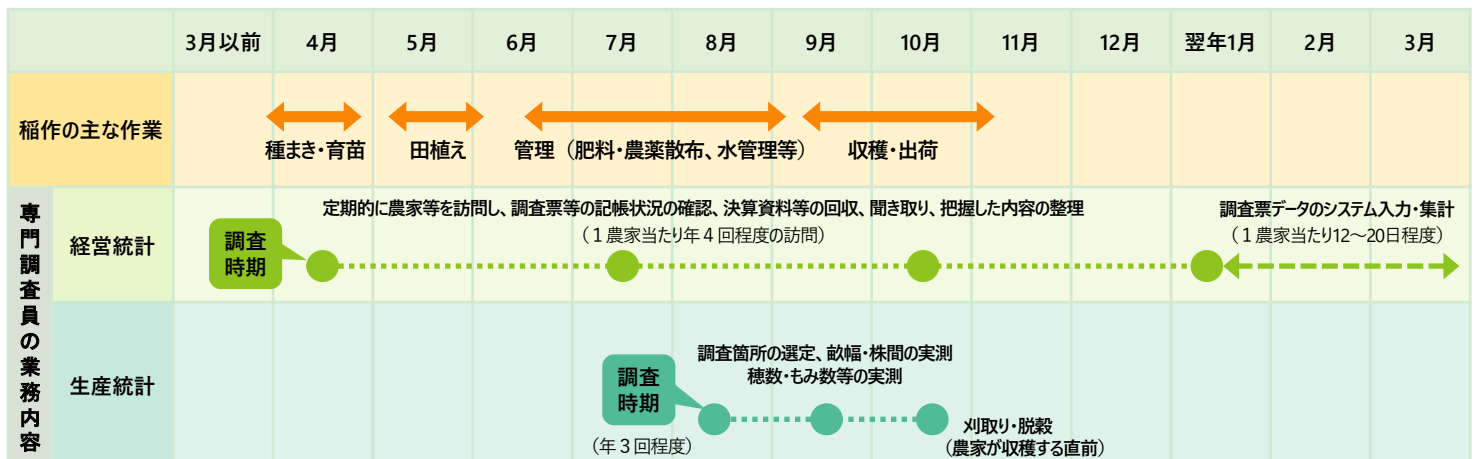 3月以前 4月 5月 6月 7月 8月 9月 10月 11月 12月 翌年1月 2月 3月
稲作の主な作業
種まき・育苗 田植え 管理（肥料・農薬散布、水管理等） 収穫・出荷
専門調査員の業務内容
経営統計
定期的に農家等を訪問し、調査票等の記帳状況の確認、決算資料等の回収、聞き取り、把握した内容の整理
（１農家当たり年４回程度の訪問）
調査
時期
調査票データのシステム入力・集計
（１農家当たり12～20日程度）
生産統計
調査箇所の選定、畝幅・株間の実測
穂数・もみ数等の実測
調査
時期
（年３回程度）
刈取り・脱穀
（農家が収穫する直前）